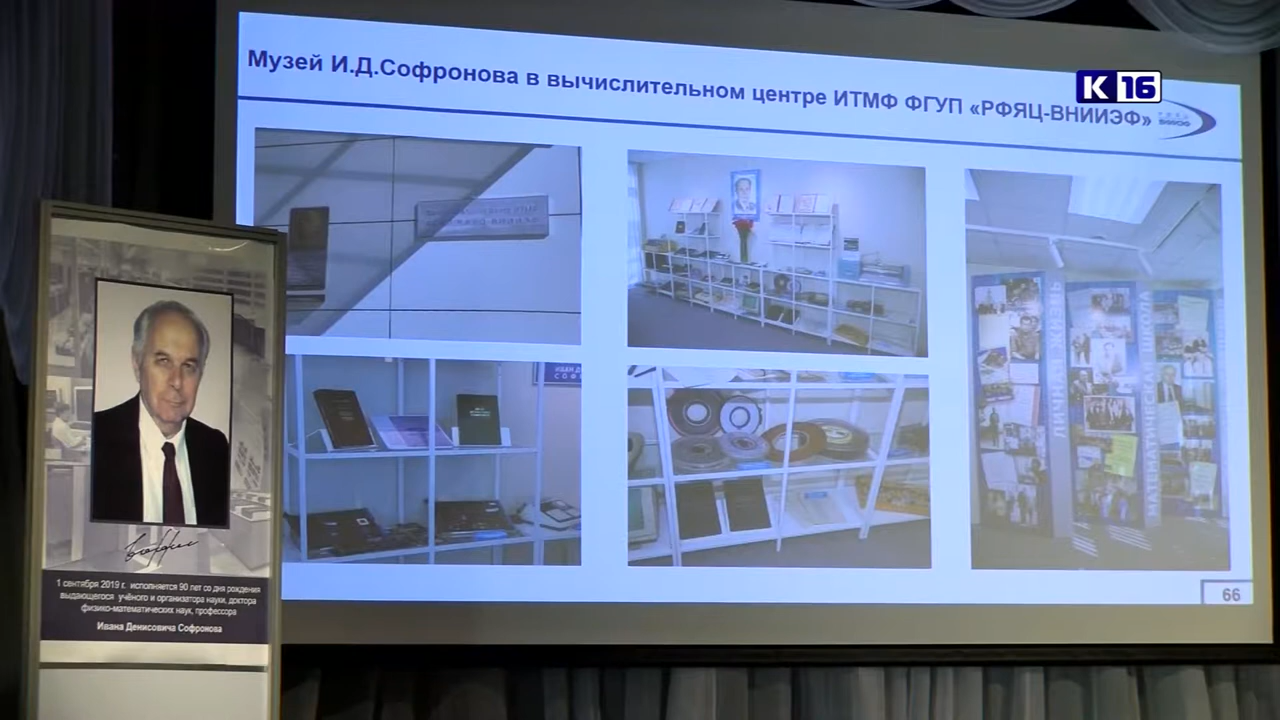 Музей И.Д.Софронова в вычислительном центре ИТМФ ФГУП «РФЯЦ-ВНИИЭФ»
К 16
ЛИЧНАЯ ЖИЗНЬ
МАТЕМАТИЧЕСКАЯ ШКОЛА
66
1 сентября 2019 г. исполняется 90 лет со дня рождения
выдающегося учёного и организатора науки, доктора
физико-математических наук, профессора
Ивана Денисовича Софронова